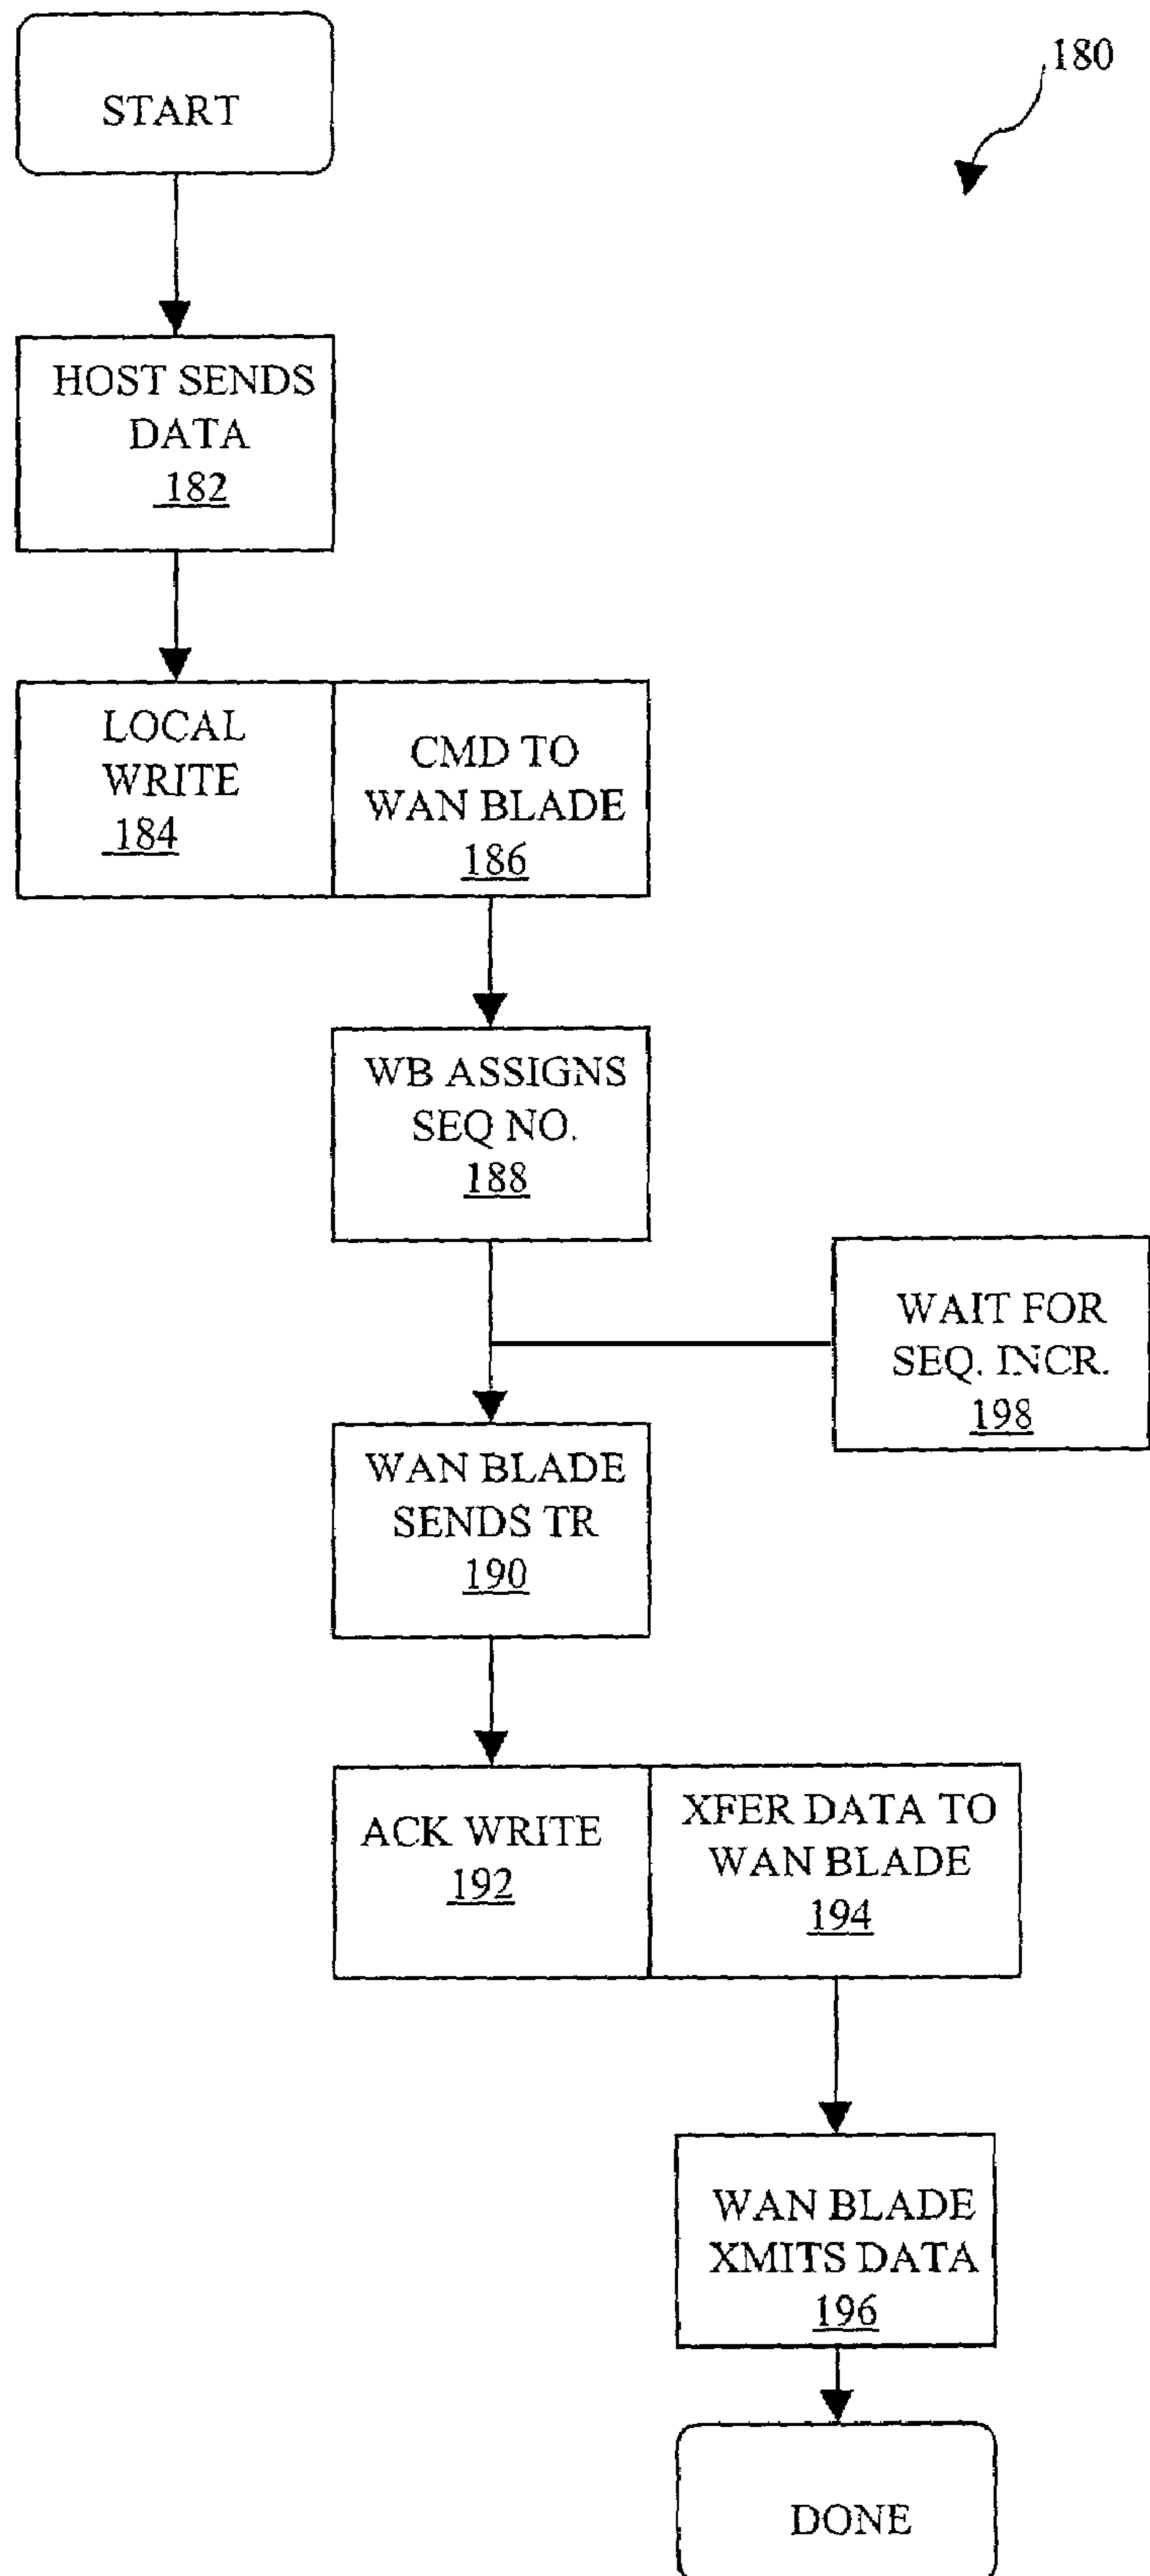 180
START
HOST SENDS
DATA
182
LOCAL
WRITE
184
CMD TO
WAN BLADE
186
WB ASSIGNS
SEQ NO.
188
WAIT FOR
SEQ. INCR.
198
WAN BLADE
SENDS TR
190
ACK WRITE
192
XFER DATA TO
WAN BLADE
194
WAN BLADE
XMITS DATA
196
DONE